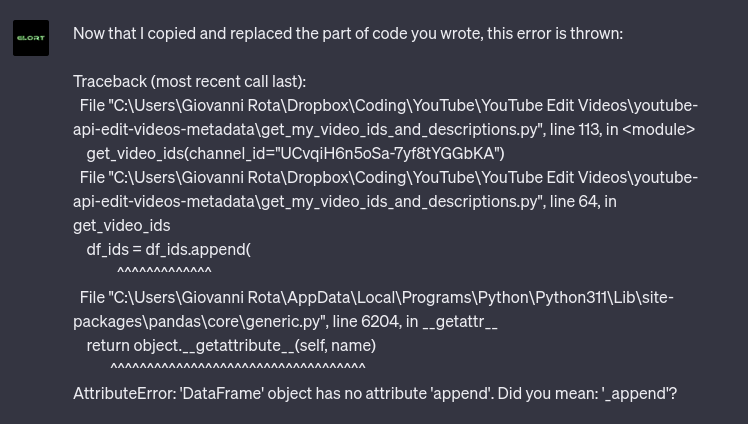 ELORT
Now that I copied and replaced the part of code you wrote, this error is thrown:
Traceback (most recent call last):
File "C:\Users\Giovanni Rota\Dropbox\Coding\YouTube\YouTube Edit Videos\youtube-
api-edit-videos-metadata\get_my_video_ids_and_descriptions.py", line 113, in <module>
get_video_ids(channel_id="UCvqiH6n5oSa-7yf8tYGGbKA")
File "C:\Users\Giovanni Rota\Dropbox\Coding\YouTube\YouTube Edit Videos\youtube-
api-edit-videos-metadata\get_my_video_ids_and_descriptions.py", line 64, in
get_video_ids
df_ids = df_ids.append(
^^^^^^^^^^^^^
File "C:\Users\Giovanni Rota\AppData\Local\Programs\Python\Python311\Lib\site-
packages\pandas\core\generic.py", line 6204, in __getattr__
return object.__getattribute__(self, name)
^^^^^^^^^^^^^^^^^^^^^^^^^^^^^^^^^^^
AttributeError: 'DataFrame' object has no attribute 'append'. Did you mean: '_append'?